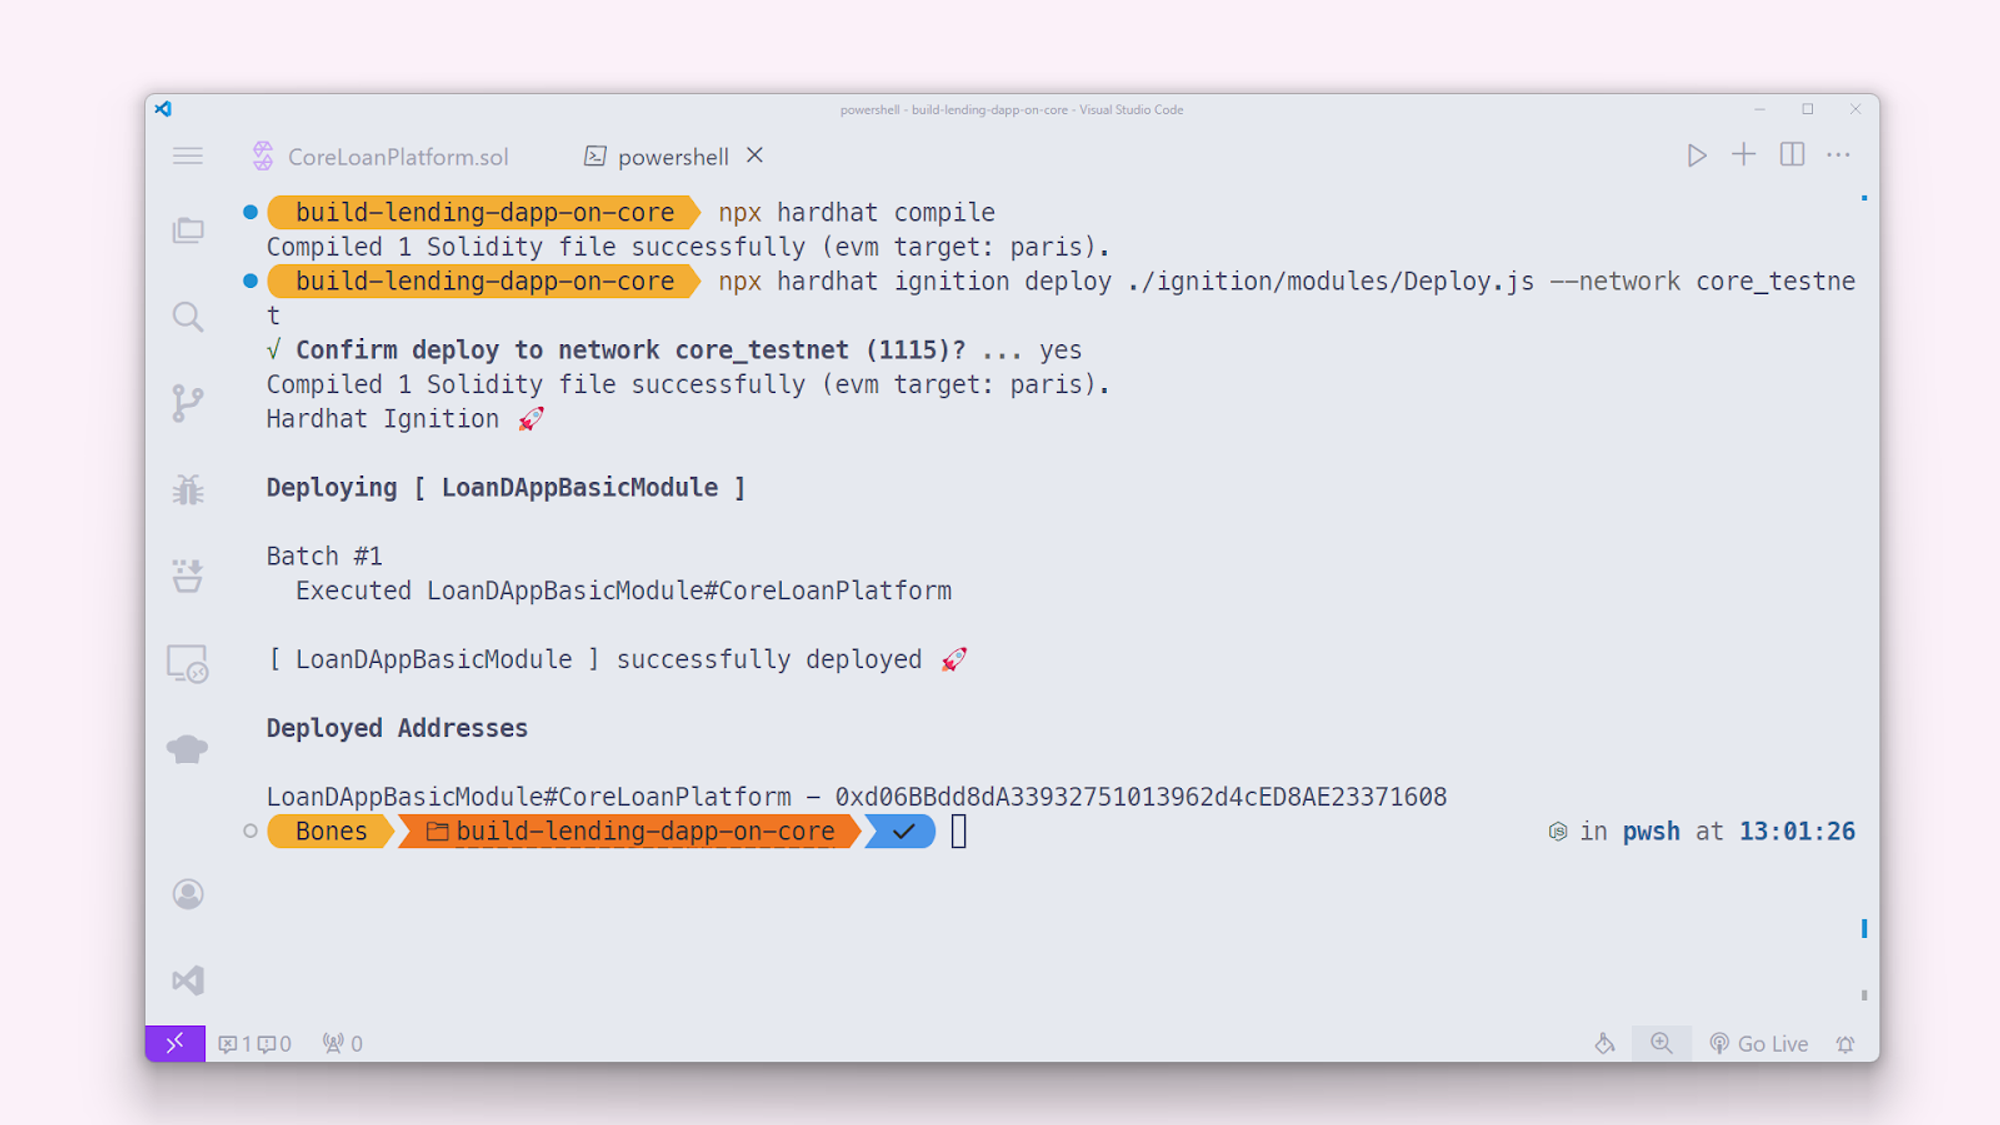 powershell - build-lending-dapp-on-core - Visual Studio Code
CoreLoanPlatform.sol powershell
build-lending-dapp-on-core npx hardhat compile
Compiled 1 Solidity file successfully (evm target: paris).
build-lending-dapp-on-core npx hardhat ignition deploy ./ignition/modules/Deploy.js --network core_testne
t
√ Confirm deploy to network core_testnet (1115)? ... yes
Compiled 1 Solidity file successfully (evm target: paris).
Hardhat Ignition 🚀
Deploying [ LoanDAppBasicModule ]
Batch #1
Executed LoanDAppBasicModule#CoreLoanPlatform
[ LoanDAppBasicModule ] successfully deployed 🚀
Deployed Addresses
LoanDAppBasicModule#CoreLoanPlatform - 0xd06BBdd8dA33932751013962d4cED8AE23371608
Bones build-lending-dapp-on-core in pwsh at 13:01:26
1 0 0 Go Live